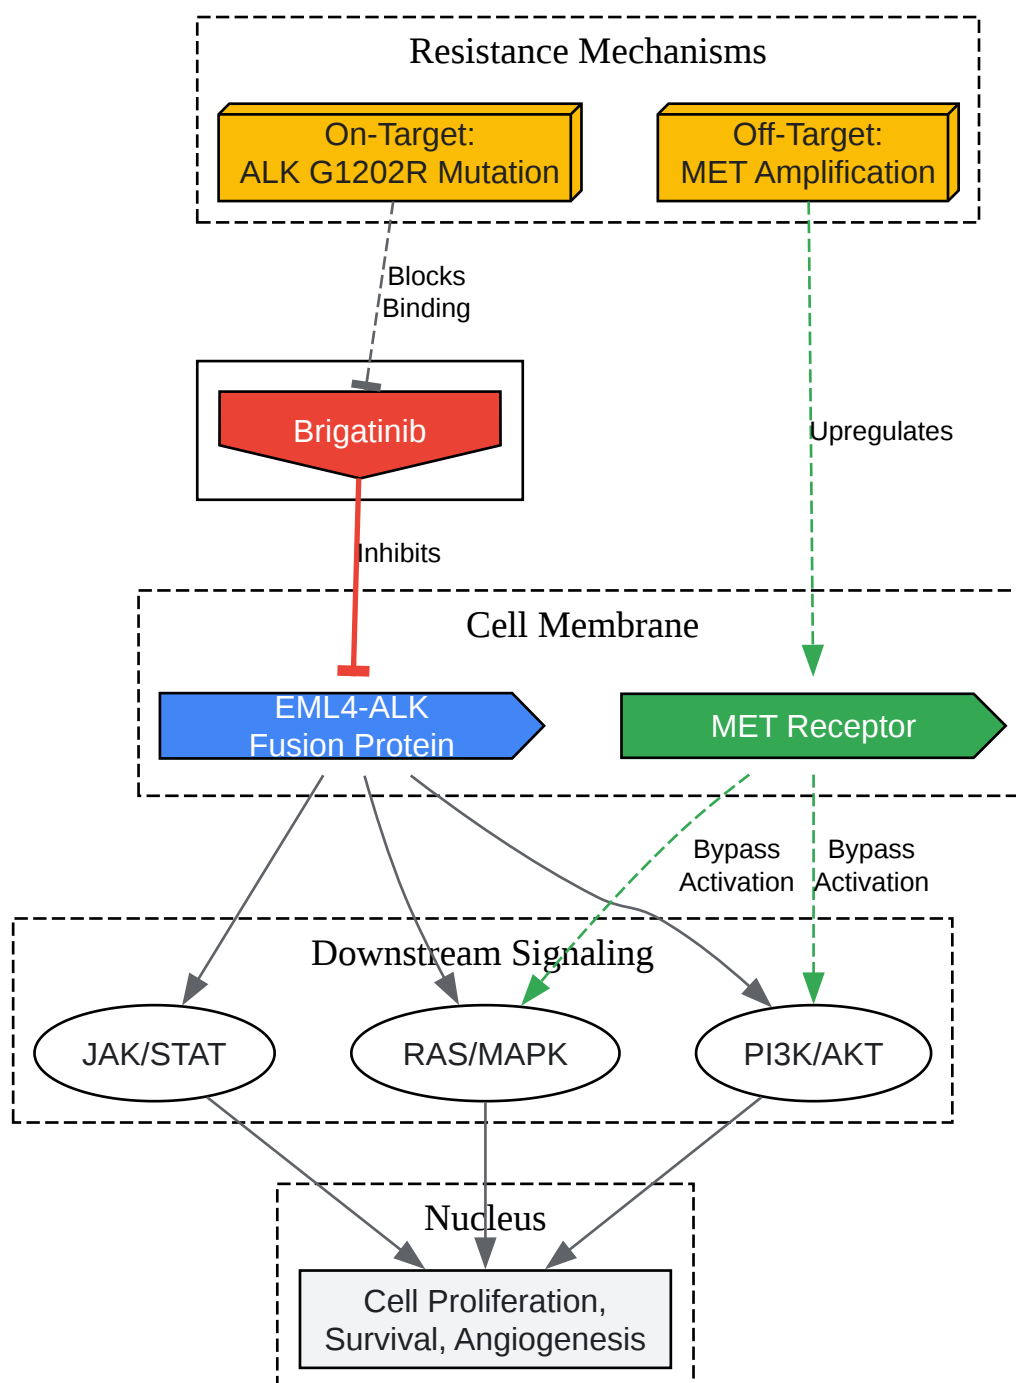 Resistance Mechanisms
On-Target:
ALK G1202R Mutation
Off-Target:
MET Amplification
Blocks
Binding
Upregulates
Brigatinib
Inhibits
Cell Membrane
EML4-ALK
Fusion Protein
MET Receptor
Bypass
Activation
Bypass
Activation
Downstream Signaling
JAK/STAT
RAS/MAPK
PI3K/AKT
Nucleus
Cell Proliferation,
Survival, Angiogenesis